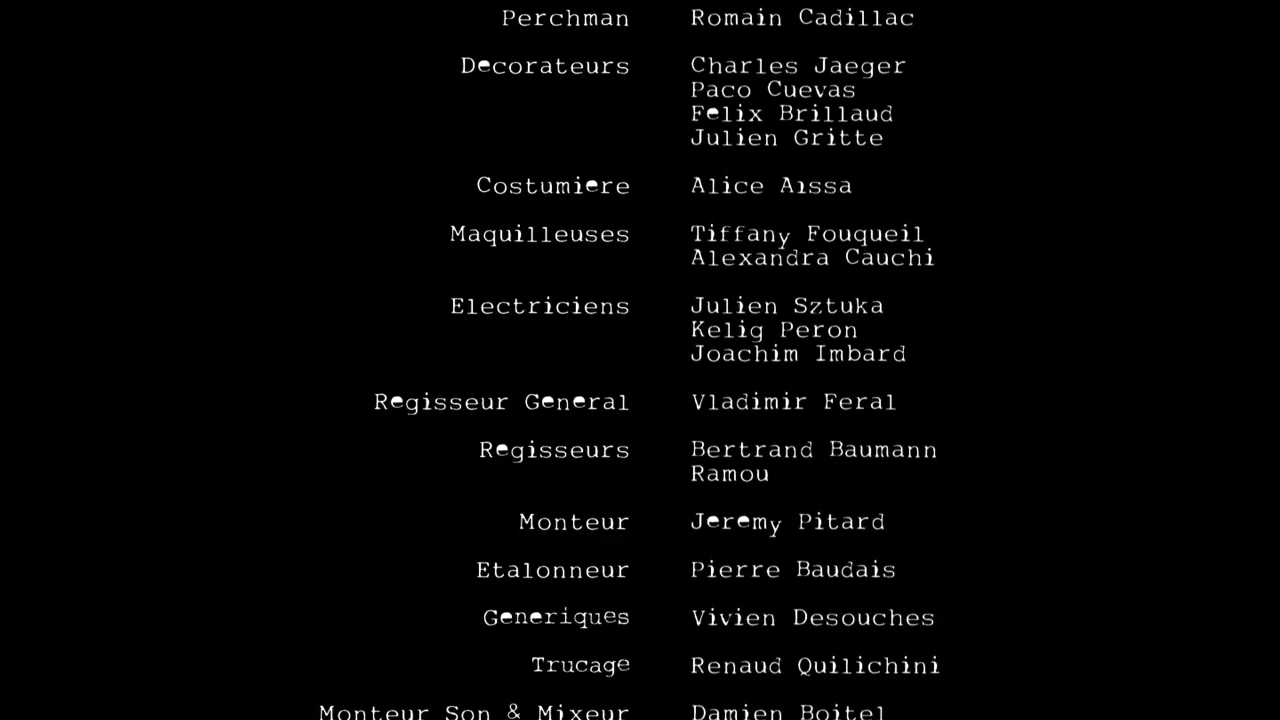 Perchman Romain Cadillac
Decorateurs Charles Jaeger
Paco Cuevas
Felix Brillaud
Julien Gritte
Costumiere Alice Aissa
Maquilleuses Tiffany Fouqueil
Alexandra Cauchi
Electriciens Julien Sztuka
Kelig Peron
Joachim Imbard
Regisseur General Vladimir Feral
Regisseurs Bertrand Baumann
Ramou
Monteur Jeremy Pitard
Etalonneur Pierre Baudais
Generiques Vivien Desouches
Trucage Renaud Quilichini
Monteur Son & Mixeur Damien Boitel